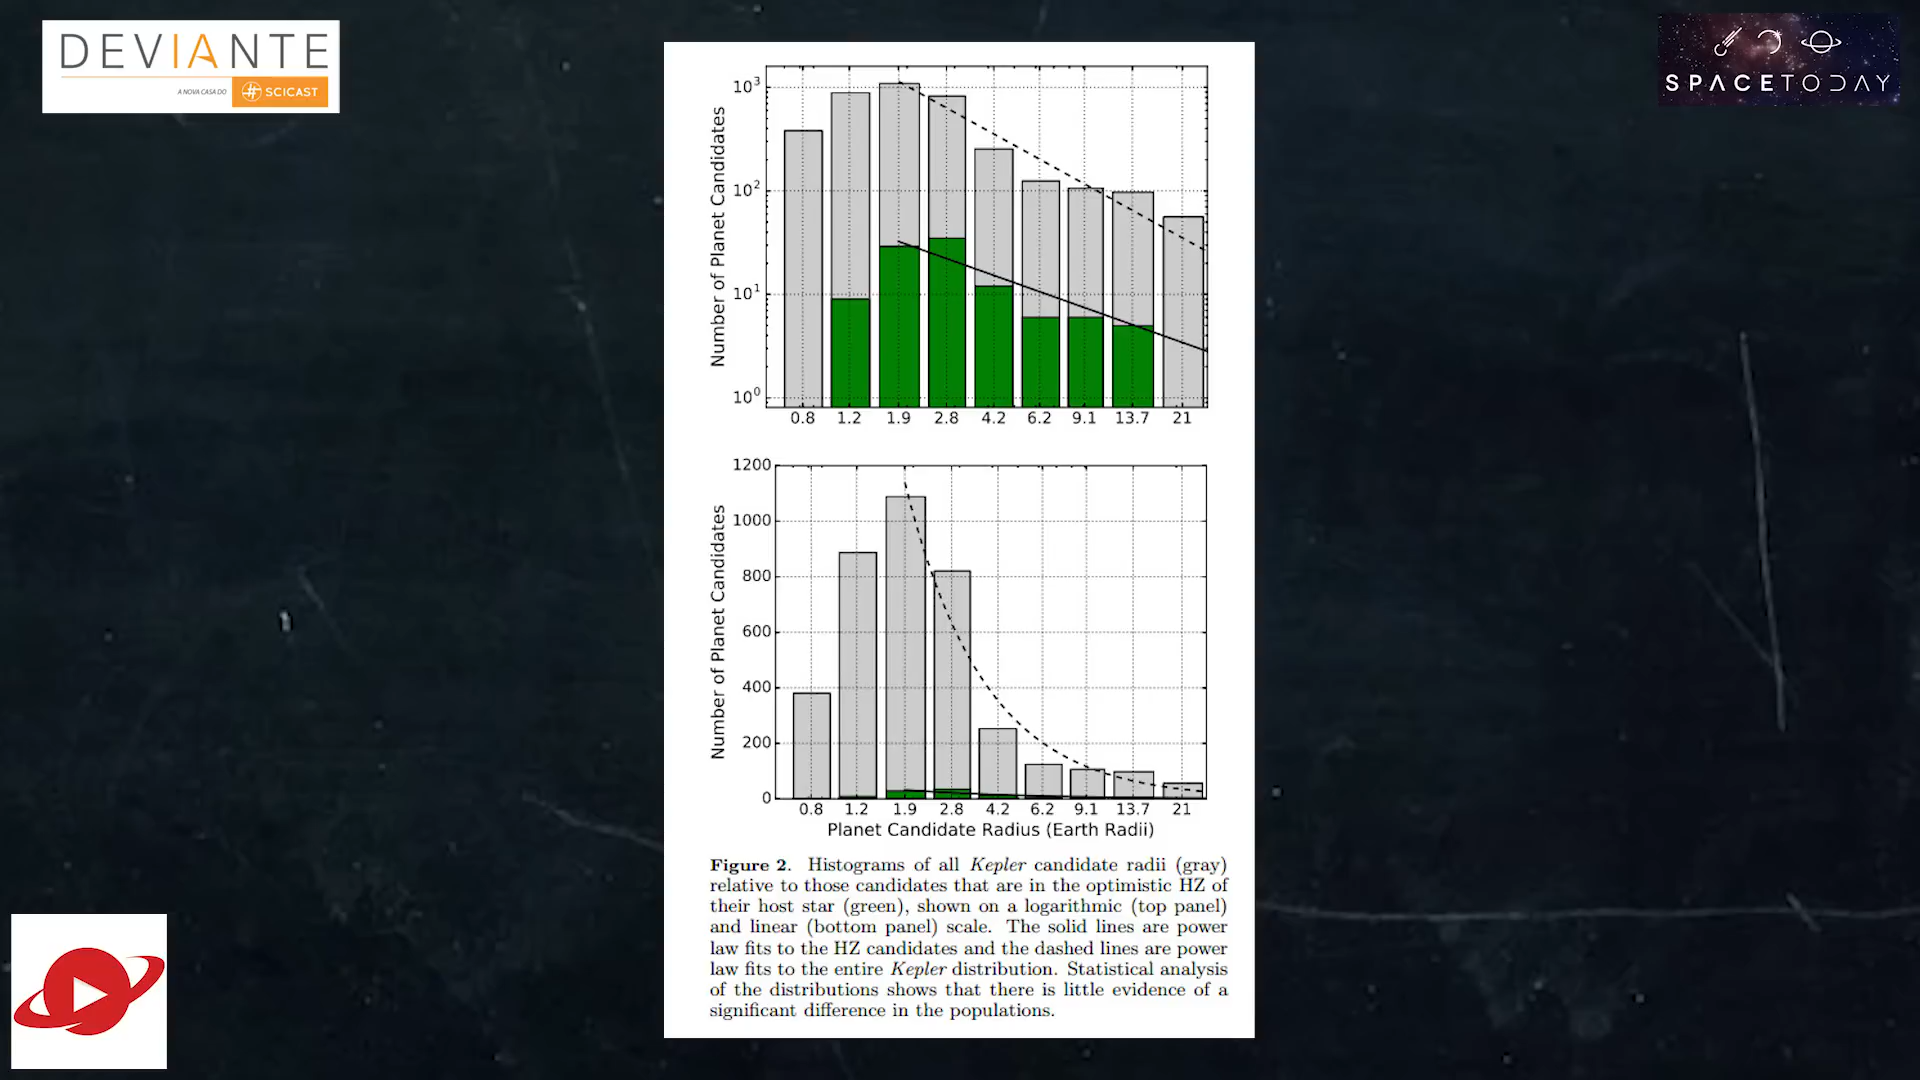 DEVIANTE
A NOVA CASA DO
SCICAST
SPACETODAY
Number of Planet Candidates
10³
10²
10¹
10⁰
0.8 1.2 1.9 2.8 4.2 6.2 9.1 13.7 21
Number of Planet Candidates
1200
1000
800
600
400
200
0
0.8 1.2 1.9 2.8 4.2 6.2 9.1 13.7 21
Planet Candidate Radius (Earth Radii)
Figure 2. Histograms of all Kepler candidate radii (gray)
relative to those candidates that are in the optimistic HZ of
their host star (green), shown on a logarithmic (top panel)
and linear (bottom panel) scale. The solid lines are power
law fits to the HZ candidates and the dashed lines are power
law fits to the entire Kepler distribution. Statistical analysis
of the distributions shows that there is little evidence of a
significant difference in the populations.